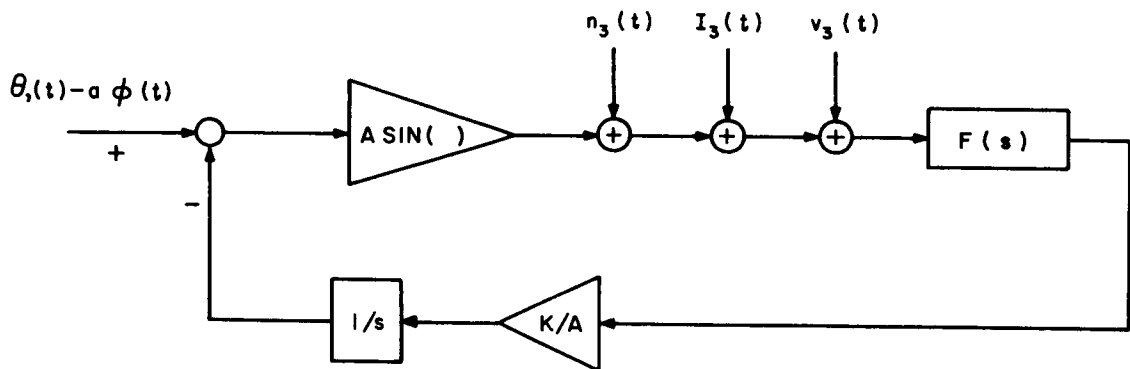 n₃(t) I₃(t) v₃(t)
θ₁(t)-a ϕ(t)
+
A SIN( )
+
+
+
F(s)
-
1/s
K/A